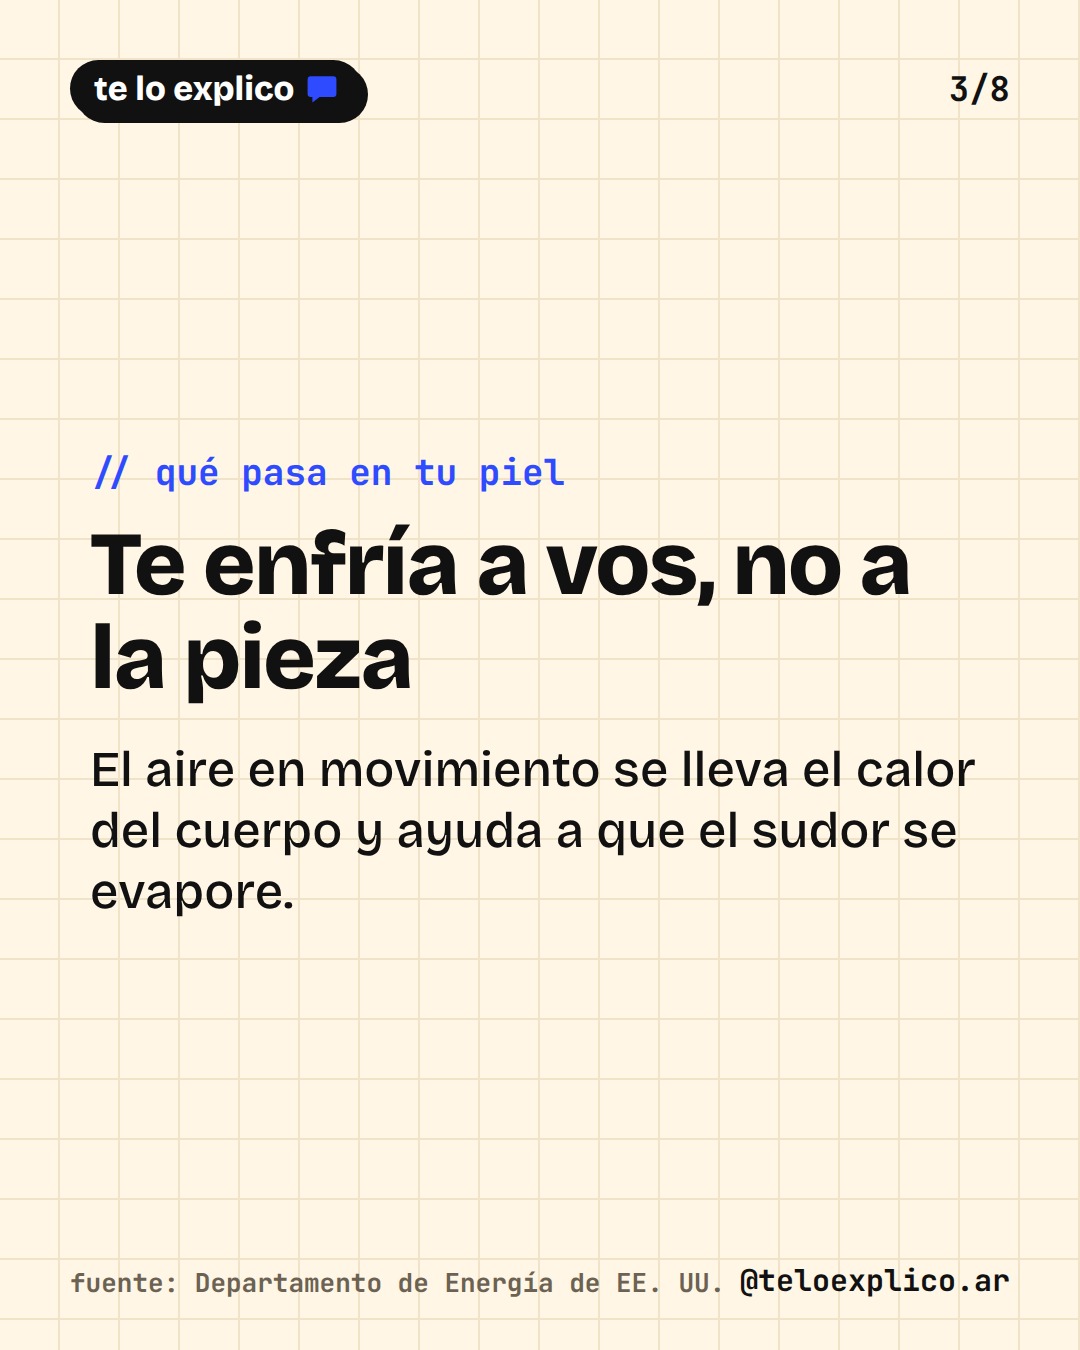 te lo explico
3/8
// qué pasa en tu piel
Te enfría a vos, no a
la pieza
El aire en movimiento se lleva el calor
del cuerpo y ayuda a que el sudor se
evapore.
fuente: Departamento de Energía de EE. UU.
@teloexplico.ar